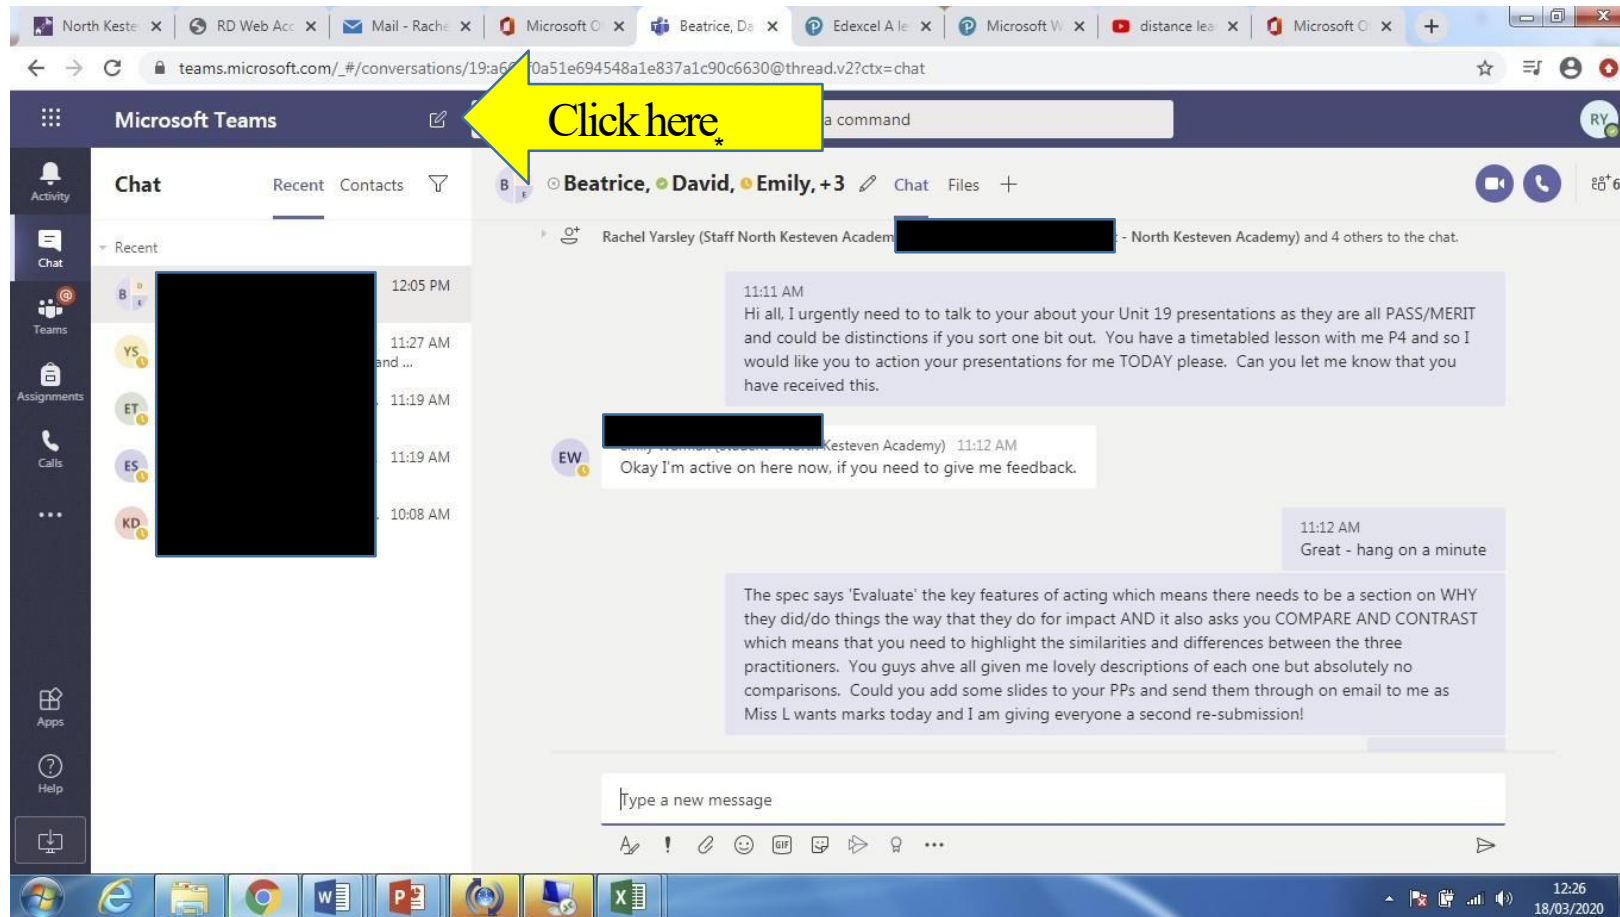 North Keste
RD Web Acc
Mail - Rache
Microsoft O
Beatrice, Da
Edexcel A le
Microsoft W
distance lea
Microsoft O
teams.microsoft.com/_#/conversations/19:a6 f0a51e694548a1e837a1c90c6630@thread.v2?ctx=chat
Microsoft Teams
Click here*
a command
RY
Activity
Chat
Recent
Contacts
B
E
Beatrice, David, Emily, +3
Chat
Files
6
Recent
Rachel Yarsley (Staff North Kesteven Academ
- North Kesteven Academy) and 4 others to the chat.
Chat
B
12:05 PM
11:11 AM
Hi all, I urgently need to to talk to your about your Unit 19 presentations as they are all PASS/MERIT
and could be distinctions if you sort one bit out. You have a timetabled lesson with me P4 and so I
would like you to action your presentations for me TODAY please. Can you let me know that you
have received this.
Teams
YS
11:27 AM
and ...
Assignments
ET
11:19 AM
Kesteven Academy) 11:12 AM
EW
Okay I'm active on here now, if you need to give me feedback.
Calls
ES
11:19 AM
KD
10:08 AM
11:12 AM
Great - hang on a minute
The spec says 'Evaluate' the key features of acting which means there needs to be a section on WHY
they did/do things the way that they do for impact AND it also asks you COMPARE AND CONTRAST
which means that you need to highlight the similarities and differences between the three
practitioners. You guys ahve all given me lovely descriptions of each one but absolutely no
comparisons. Could you add some slides to your PPs and send them through on email to me as
Miss L wants marks today and I am giving everyone a second re-submission!
Apps
Help
Type a new message
GIF
12:26
18/03/2020